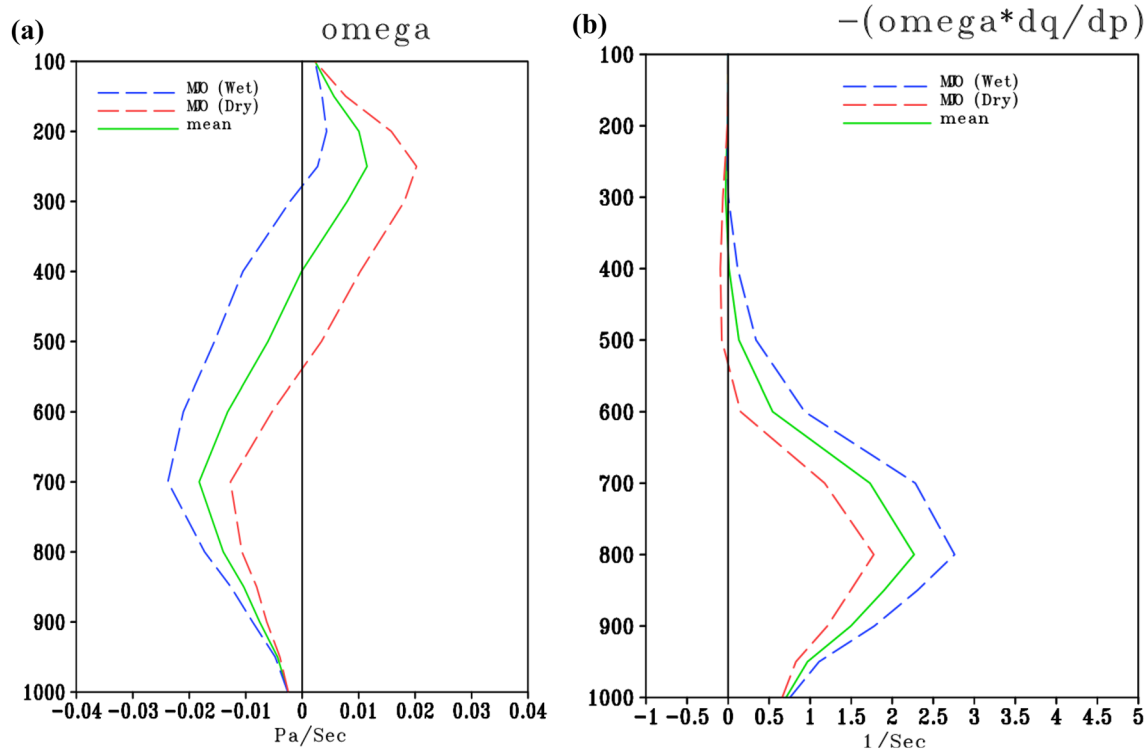 (a)
omega
100
200
300
400
500
600
700
800
900
1000
-0.04 -0.03 -0.02 -0.01 0 0.01 0.02 0.03 0.04
Pa/Sec
MJO (Wet)
MJO (Dry)
mean
(b)
-(omega*dq/dp)
100
200
300
400
500
600
700
800
900
1000
-1 -0.5 0 0.5 1 1.5 2 2.5 3 3.5 4 4.5 5
1/Sec
MJO (Wet)
MJO (Dry)
mean